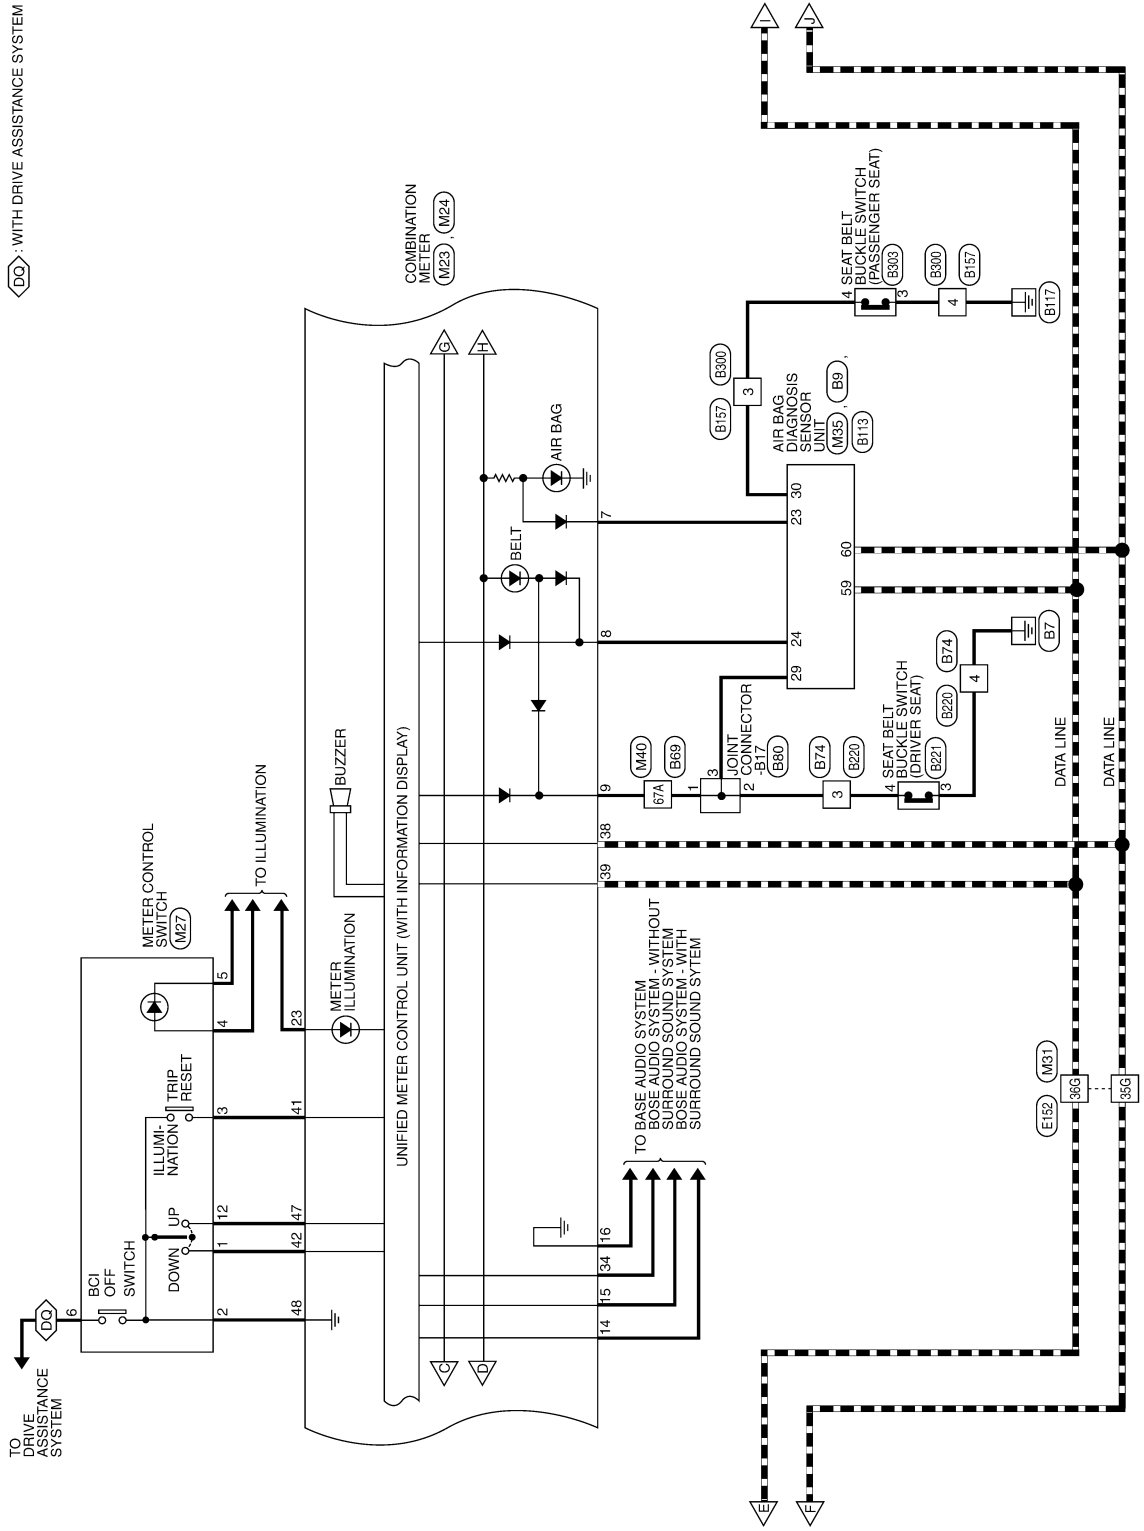 DQ : WITH DRIVE ASSISTANCE SYSTEM
TO
DRIVE
ASSISTANCE
SYSTEM
DQ
6
BCI
OFF
SWITCH
DOWN
UP
ILLUMI-
NATION
TRIP
RESET
METER CONTROL
SWITCH
M27
2
1
12
3
4
5
TO ILLUMINATION
48
42
47
41
23
METER
ILLUMINATION
BUZZER
COMBINATION
METER
M23 , M24
UNIFIED METER CONTROL UNIT (WITH INFORMATION DISPLAY)
C
G
D
H
BELT
AIR BAG
14
15
34
16
39
38
9
8
7
TO BASE AUDIO SYSTEM
BOSE AUDIO SYSTEM - WITHOUT
SURROUND SOUND SYSTEM
BOSE AUDIO SYSTEM - WITH
SURROUND SOUND SYTEM
67A
M40
B69
1
3
2
JOINT
CONNECTOR
-B17
B80
3
B74
B220
4
3
SEAT BELT
BUCKLE SWITCH
(DRIVER SEAT)
B221
B220
B74
4
B7
29
24
23
30
59
60
AIR BAG
DIAGNOSIS
SENSOR
UNIT
M35 , B9 ,
B113
B157
B300
3
4
3
SEAT BELT
BUCKLE SWITCH
(PASSENGER SEAT)
B303
4
B300
B157
B117
E
F
I
J
DATA LINE
DATA LINE
E152
M31
36G
35G